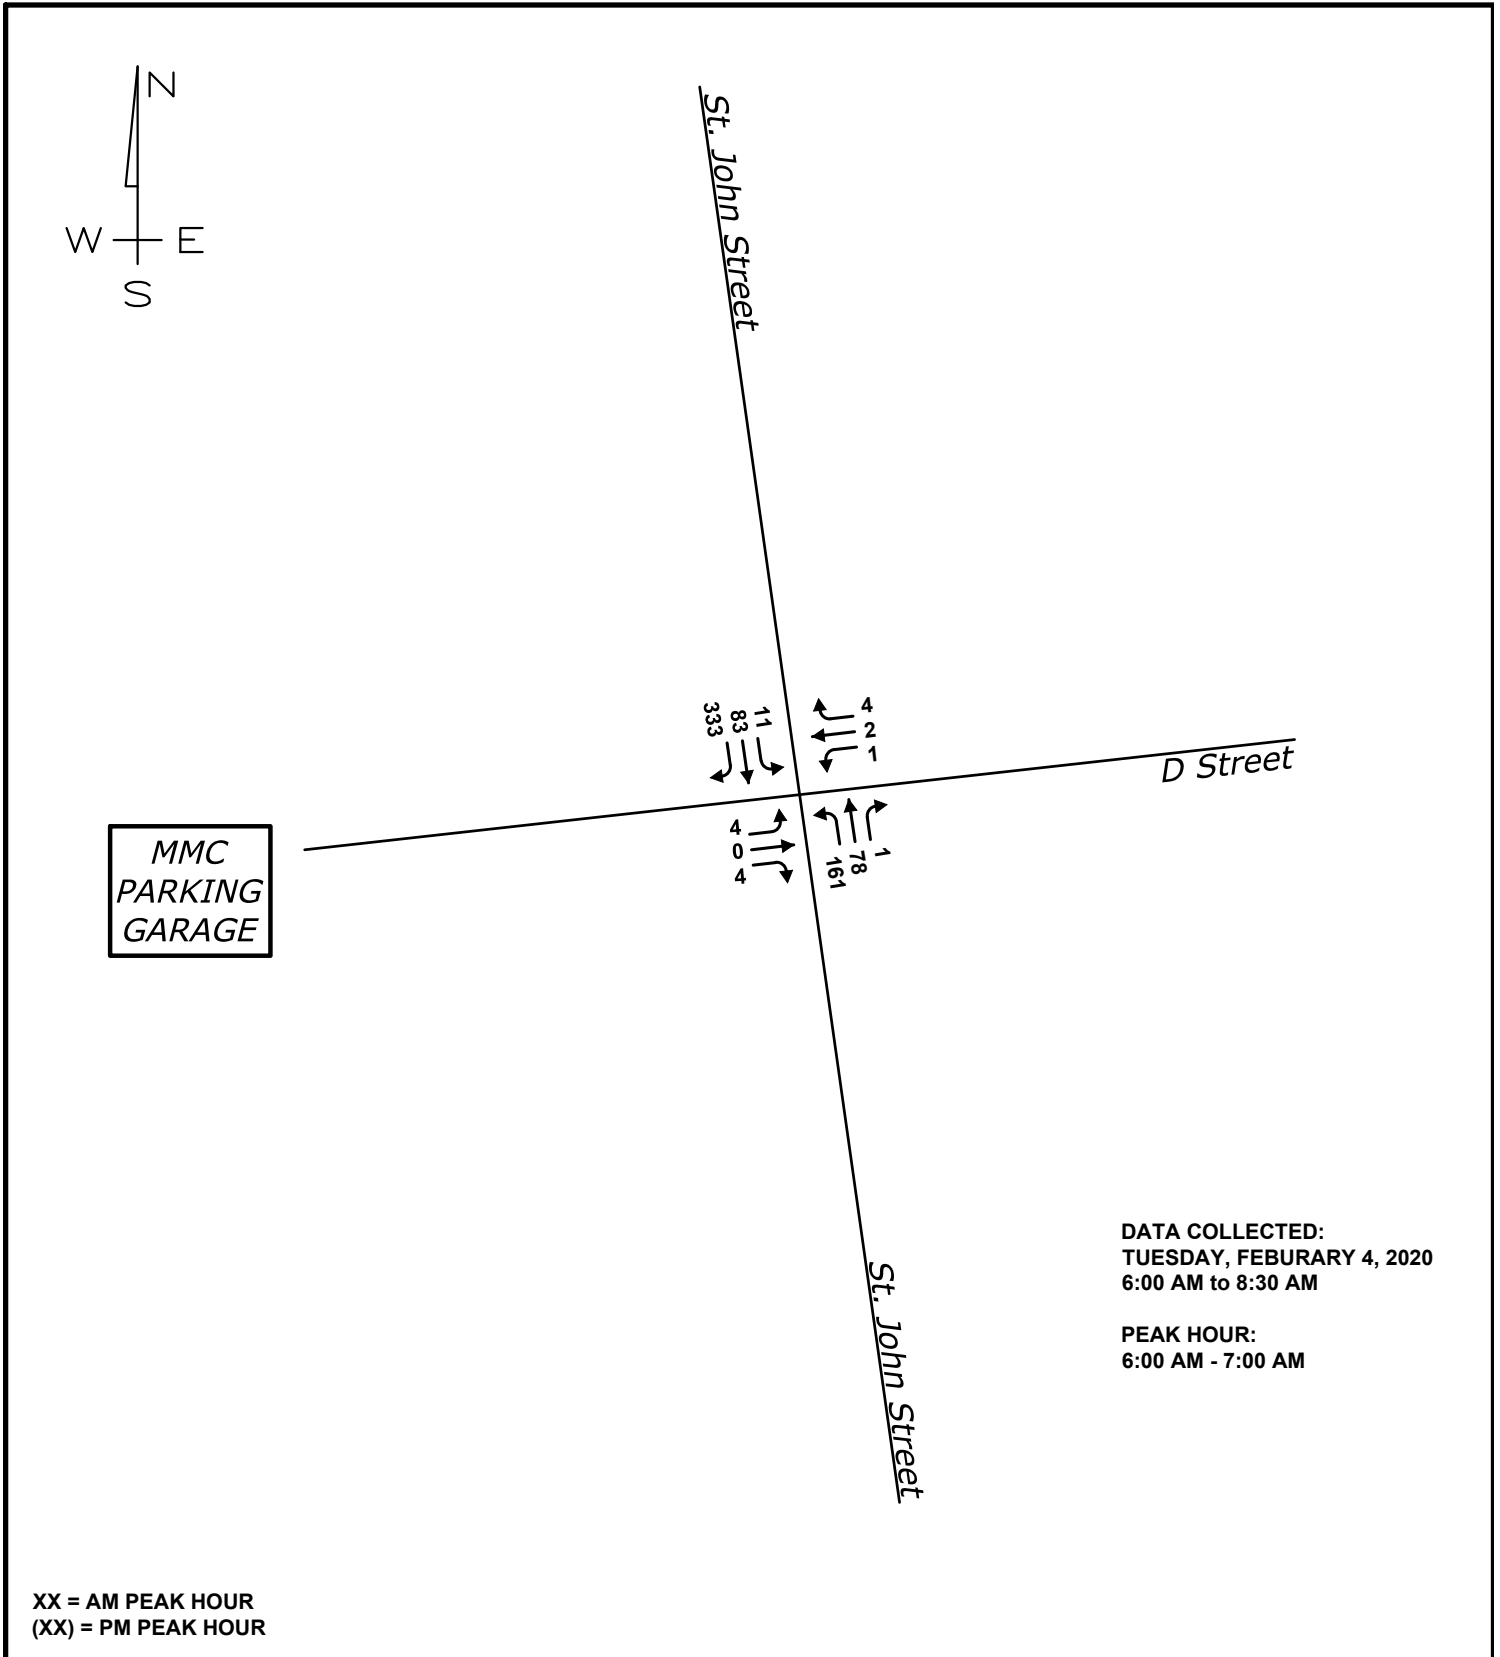 N
W E
S
St. John Street
333
83
11
4
2
1
D Street
MMC
PARKING
GARAGE
4
0
4
161
78
1
St. John Street
DATA COLLECTED:
TUESDAY, FEBURARY 4, 2020
6:00 AM to 8:30 AM
PEAK HOUR:
6:00 AM - 7:00 AM
XX = AM PEAK HOUR
(XX) = PM PEAK HOUR